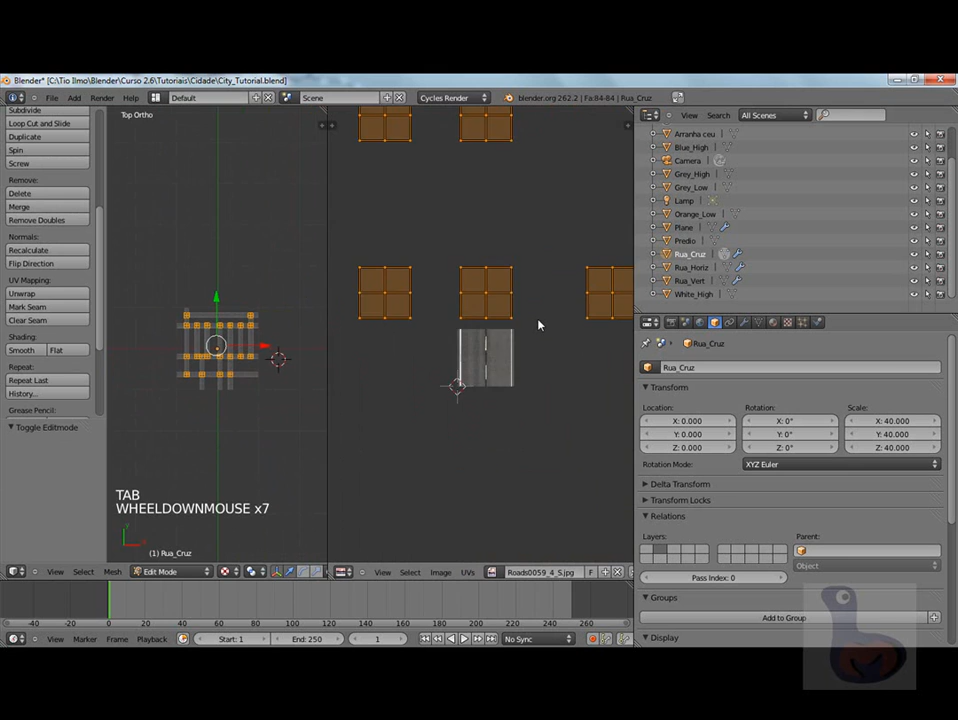 Blender* [C:\Tio Ilmo\Blender\Curso 2.6\Tutoriais\Cidade\City_Tutorial.blend]
File Add Render Help Default Scene Cycles Render blender.org 262.2 | Fa:84-84 | Rua_Cruz
Subdivide
Loop Cut and Slide
Duplicate
Spin
Screw
Remove:
Delete
Merge
Remove Doubles
Normals:
Recalculate
Flip Direction
UV Mapping:
Unwrap
Mark Seam
Clear Seam
Shading:
Smooth Flat
Repeat:
Repeat Last
History...
Grease Pencil:
Toggle Editmode
Top Ortho
TAB
WHEELDOWNMOUSE x7
(1) Rua_Cruz
View Select Mesh Edit Mode
View Select Image UVs Roads0059_4_S.jpg F
View Search All Scenes
Arranha ceu
Blue_High
Camera
Grey_High
Grey_Low
Lamp
Orange_Low
Plane
Predio
Rua_Cruz
Rua_Horiz
Rua_Vert
White_High
Rua_Cruz
Rua_Cruz
Transform
Location: Rotation: Scale:
X: 0.000 X: 0° X: 40.000
Y: 0.000 Y: 0° Y: 40.000
Z: 0.000 Z: 0° Z: 40.000
Rotation Mode: XYZ Euler
Delta Transform
Transform Locks
Relations
Layers: Parent:
Object
Pass Index: 0
Groups
Add to Group
Display
-40 -20 0 20 40 60 80 100 120 140 160 180 200 220 240 260
View Marker Frame Playback Start: 1 End: 250 1 No Sync